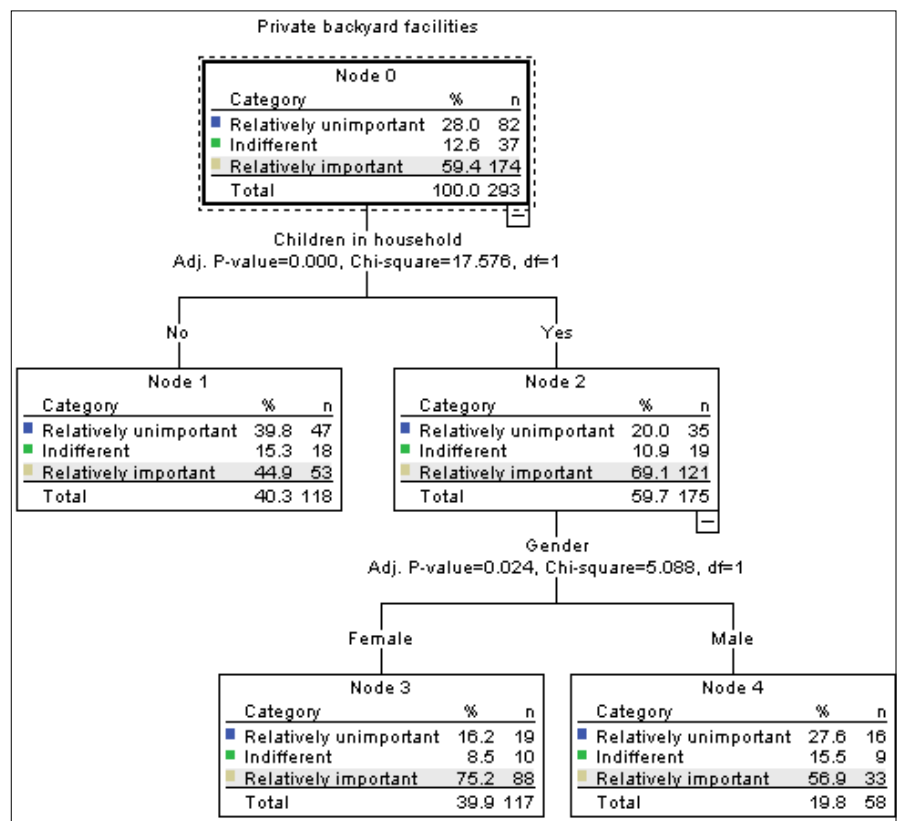 Private backyard facilities
Node 0
Category % n
Relatively unimportant 28.0 82
Indifferent 12.6 37
Relatively important 59.4 174
Total 100.0 293
Children in household
Adj. P-value=0.000, Chi-square=17.576, df=1
No
Yes
Node 1
Category % n
Relatively unimportant 39.8 47
Indifferent 15.3 18
Relatively important 44.9 53
Total 40.3 118
Node 2
Category % n
Relatively unimportant 20.0 35
Indifferent 10.9 19
Relatively important 69.1 121
Total 59.7 175
Gender
Adj. P-value=0.024, Chi-square=5.088, df=1
Female
Male
Node 3
Category % n
Relatively unimportant 16.2 19
Indifferent 8.5 10
Relatively important 75.2 88
Total 39.9 117
Node 4
Category % n
Relatively unimportant 27.6 16
Indifferent 15.5 9
Relatively important 56.9 33
Total 19.8 58